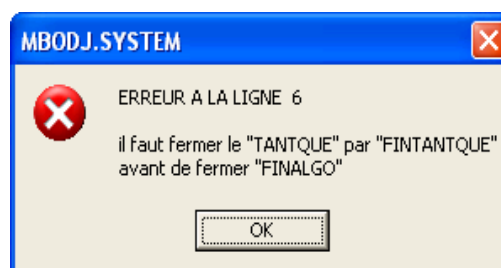 MBODJ.SYSTEM
ERREUR A LA LIGNE 6
il faut fermer le "TANTQUE" par "FINTANTQUE"
avant de fermer "FINALGO"
OK